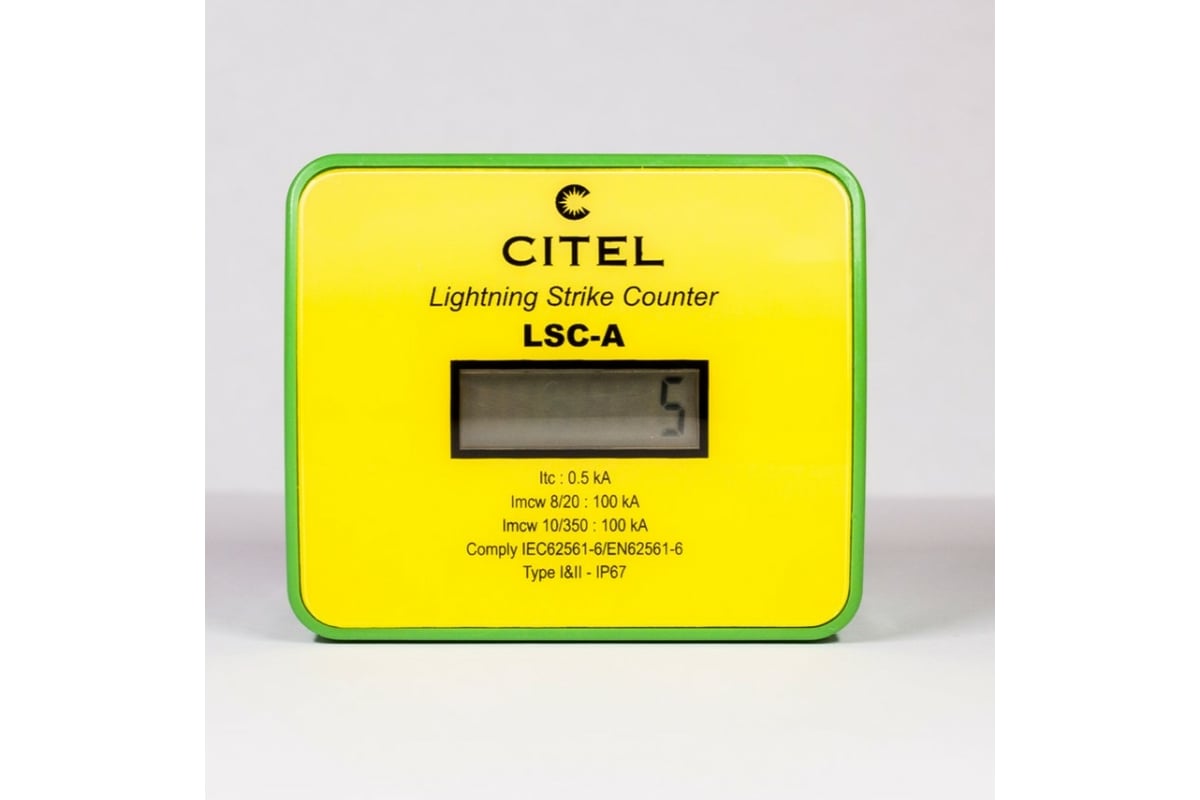 C
CITEL
Lightning Strike Counter
LSC-A
5
Itc : 0.5 kA
Imcw 8/20 : 100 kA
Imcw 10/350 : 100 kA
Comply IEC62561-6/EN62561-6
Type I&II - IP67